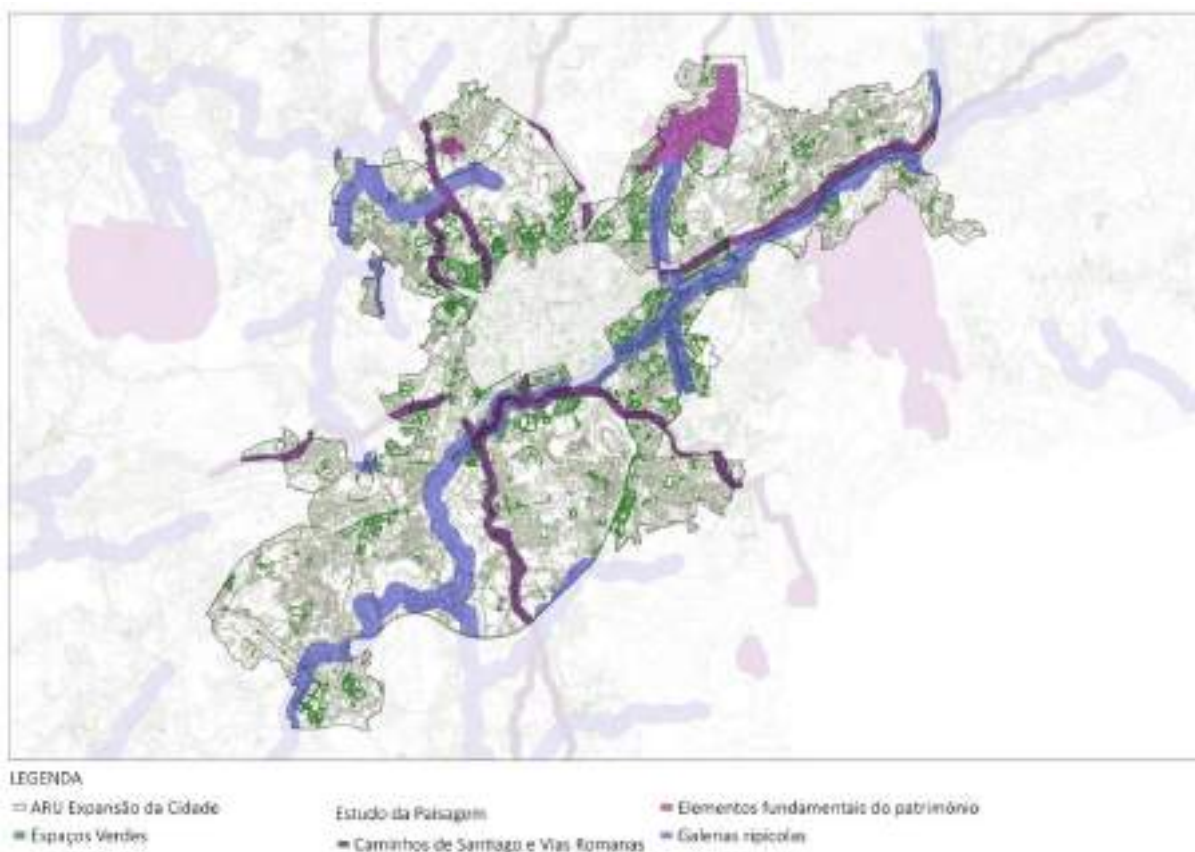 LEGENDA
ARU Expansão da Cidade
Espaços Verdes
Estudo da Paisagem
Caminhos de Santiago e Vias Romanas
Elementos fundamentais do património
Galerias ripícolas